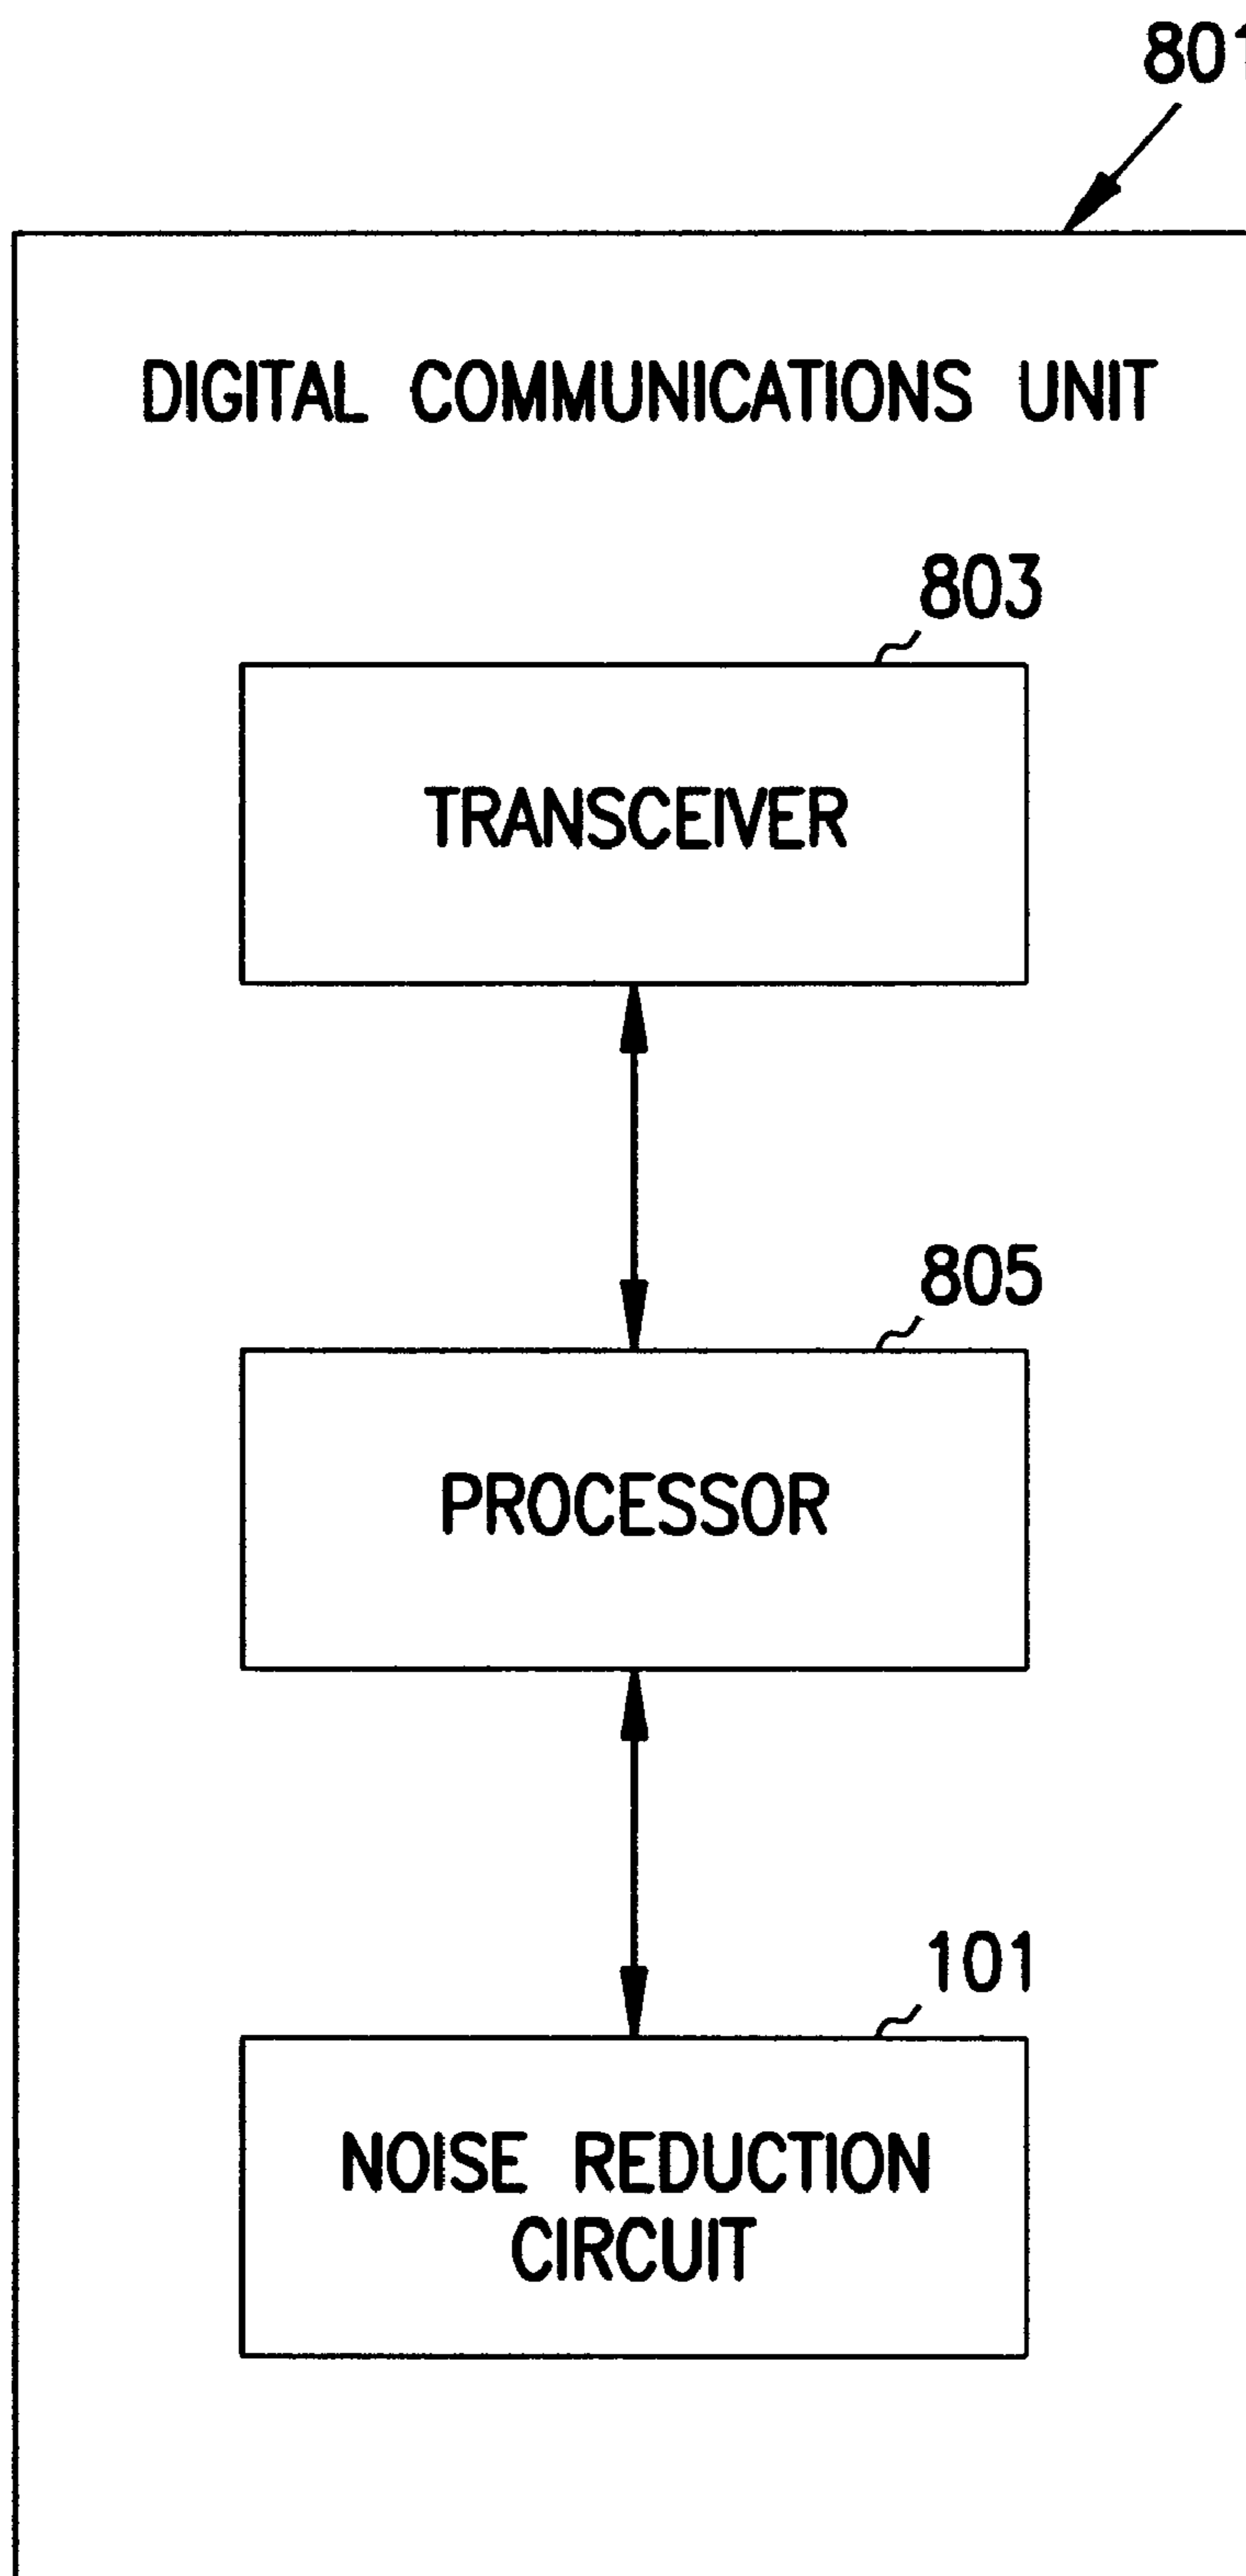 801
DIGITAL COMMUNICATIONS UNIT
803
TRANSCEIVER
805
PROCESSOR
101
NOISE REDUCTION
CIRCUIT